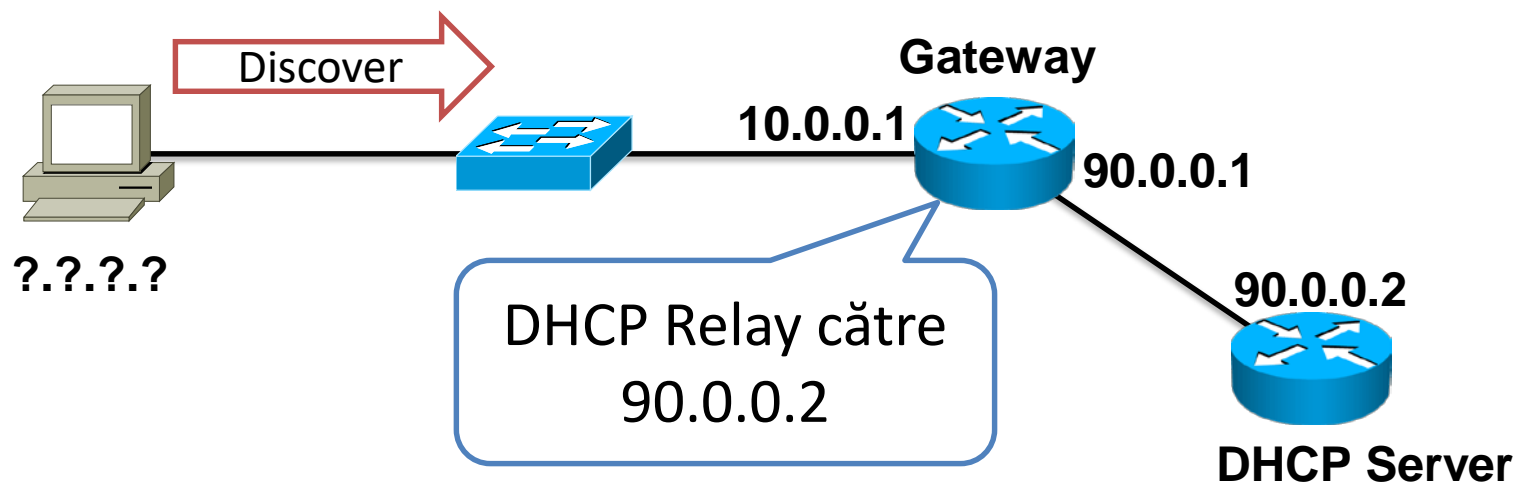 Discover
Gateway
10.0.0.1
90.0.0.1
?.?.?.?
DHCP Relay către
90.0.0.2
90.0.0.2
DHCP Server